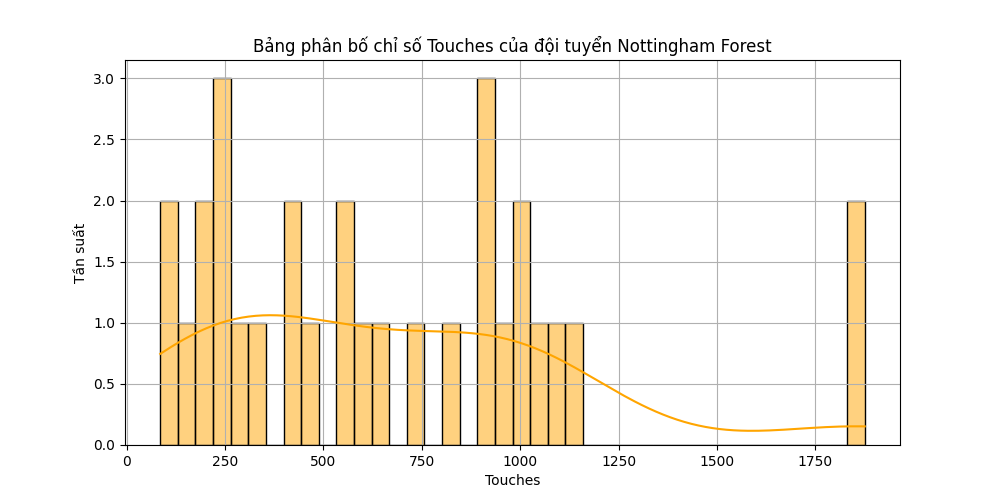 Bảng phân bố chỉ số Touches của đội tuyển Nottingham Forest
3.0
2.5
2.0
1.5
1.0
0.5
0.0
Tần suất
0 250 500 750 1000 1250 1500 1750
Touches